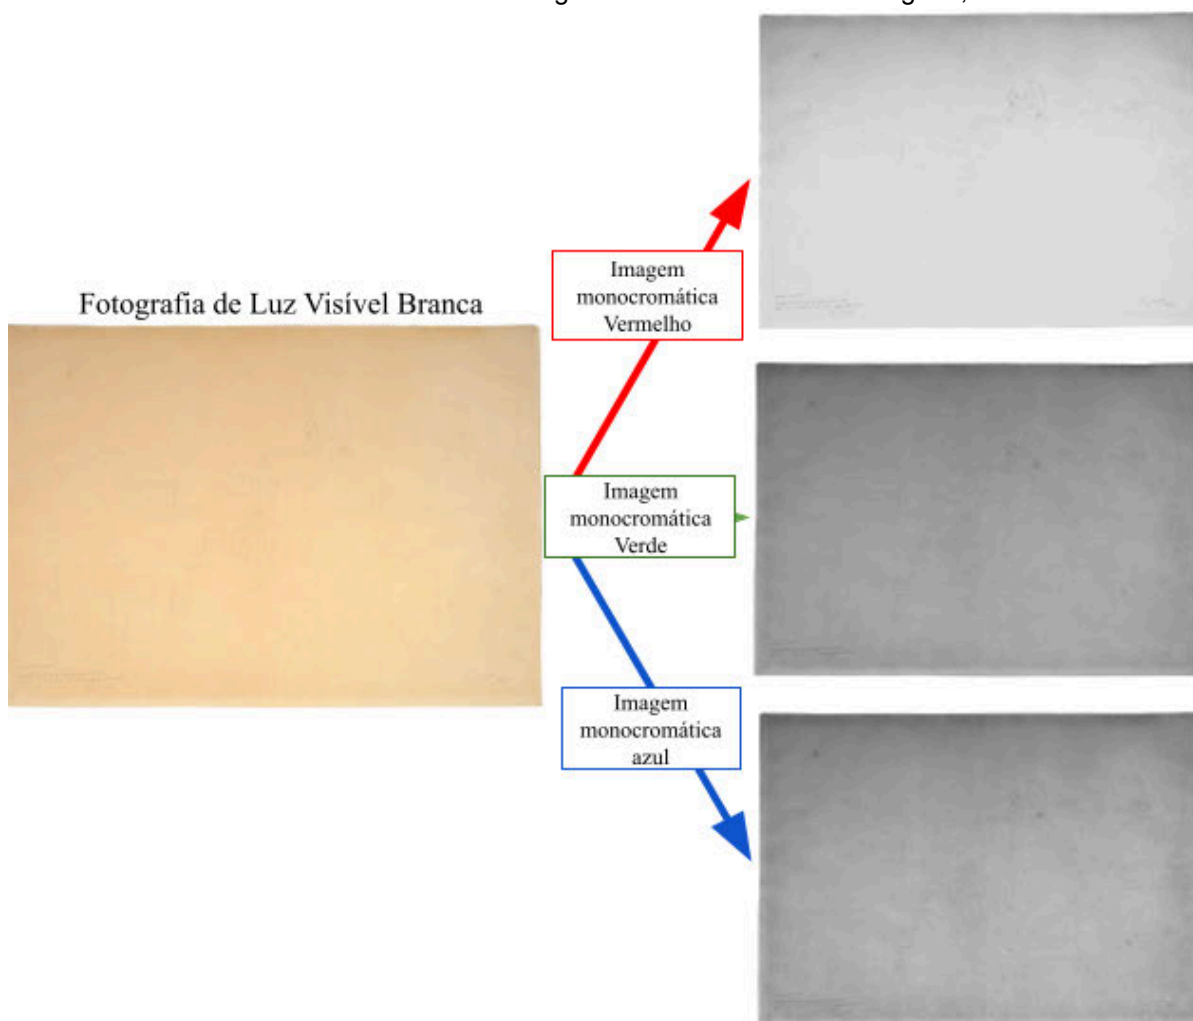 Fotografia de Luz Visível Branca
Imagem
monocromática
Vermelho
Imagem
monocromática
Verde
Imagem
monocromática
azul